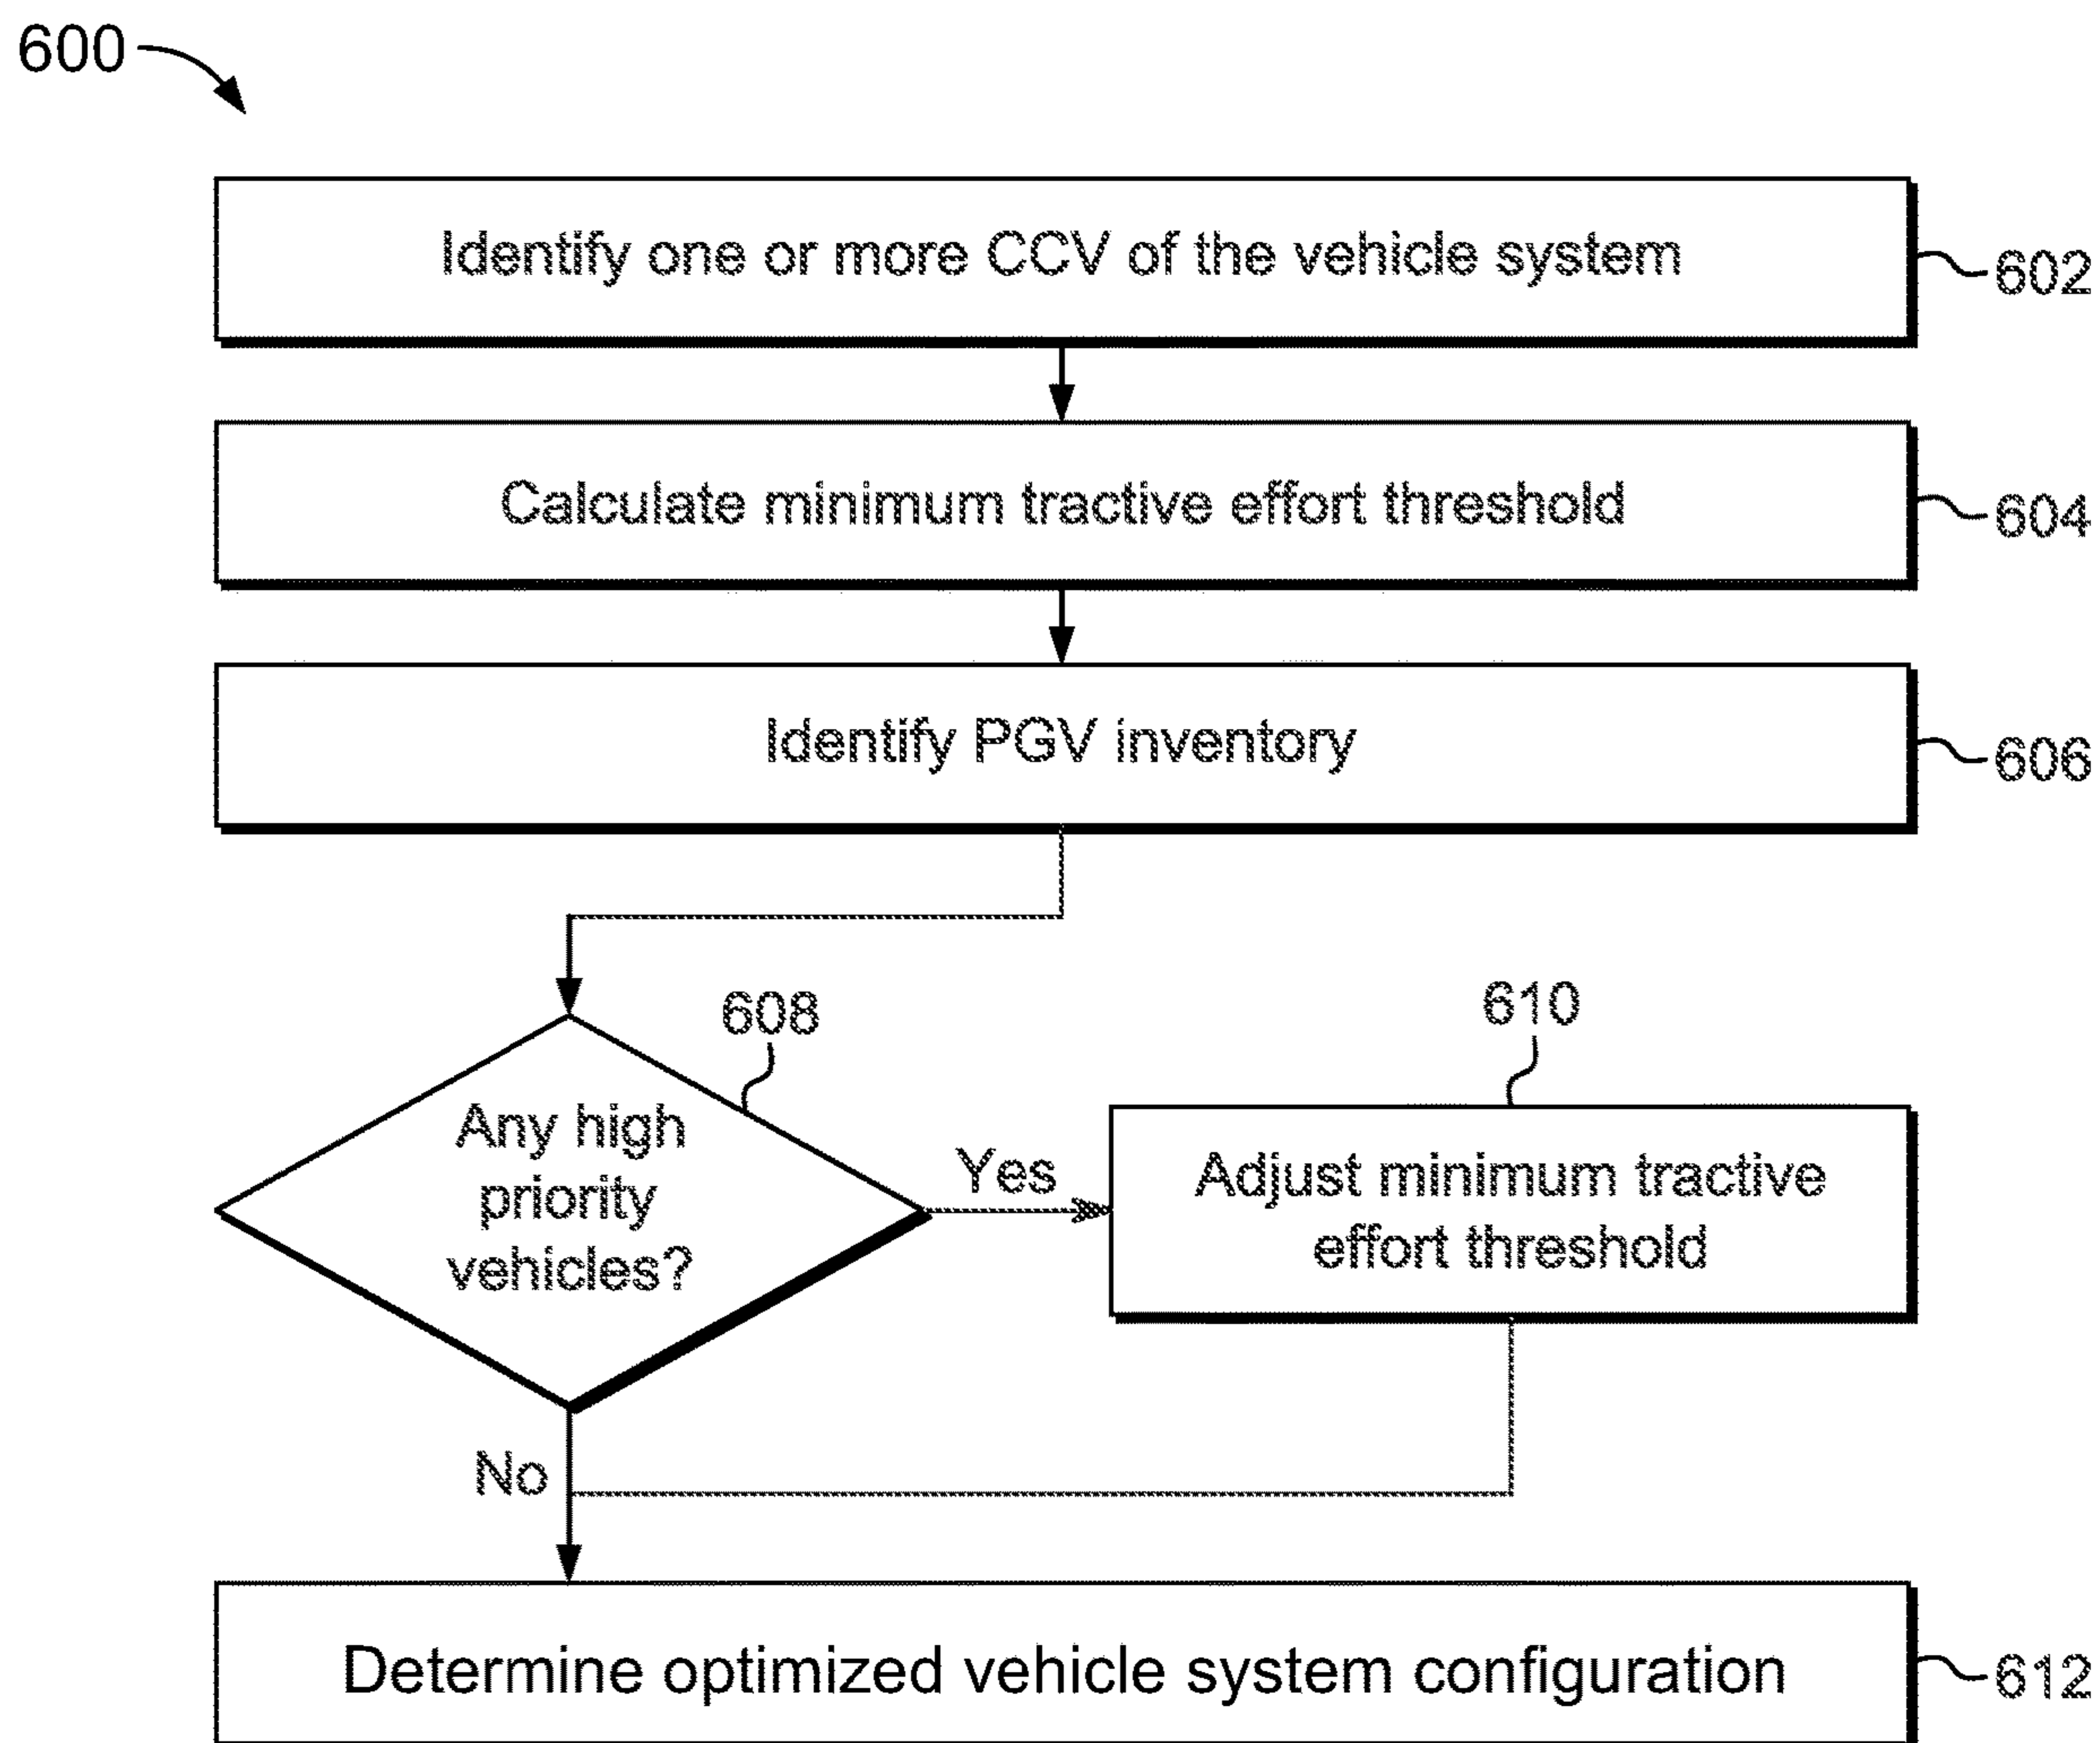 600
Identify one or more CCV of the vehicle system
602
Calculate minimum tractive effort threshold
604
Identify PGV inventory
606
608
610
Any high
priority
vehicles?
Yes
Adjust minimum tractive
effort threshold
No
Determine optimized vehicle system configuration
612